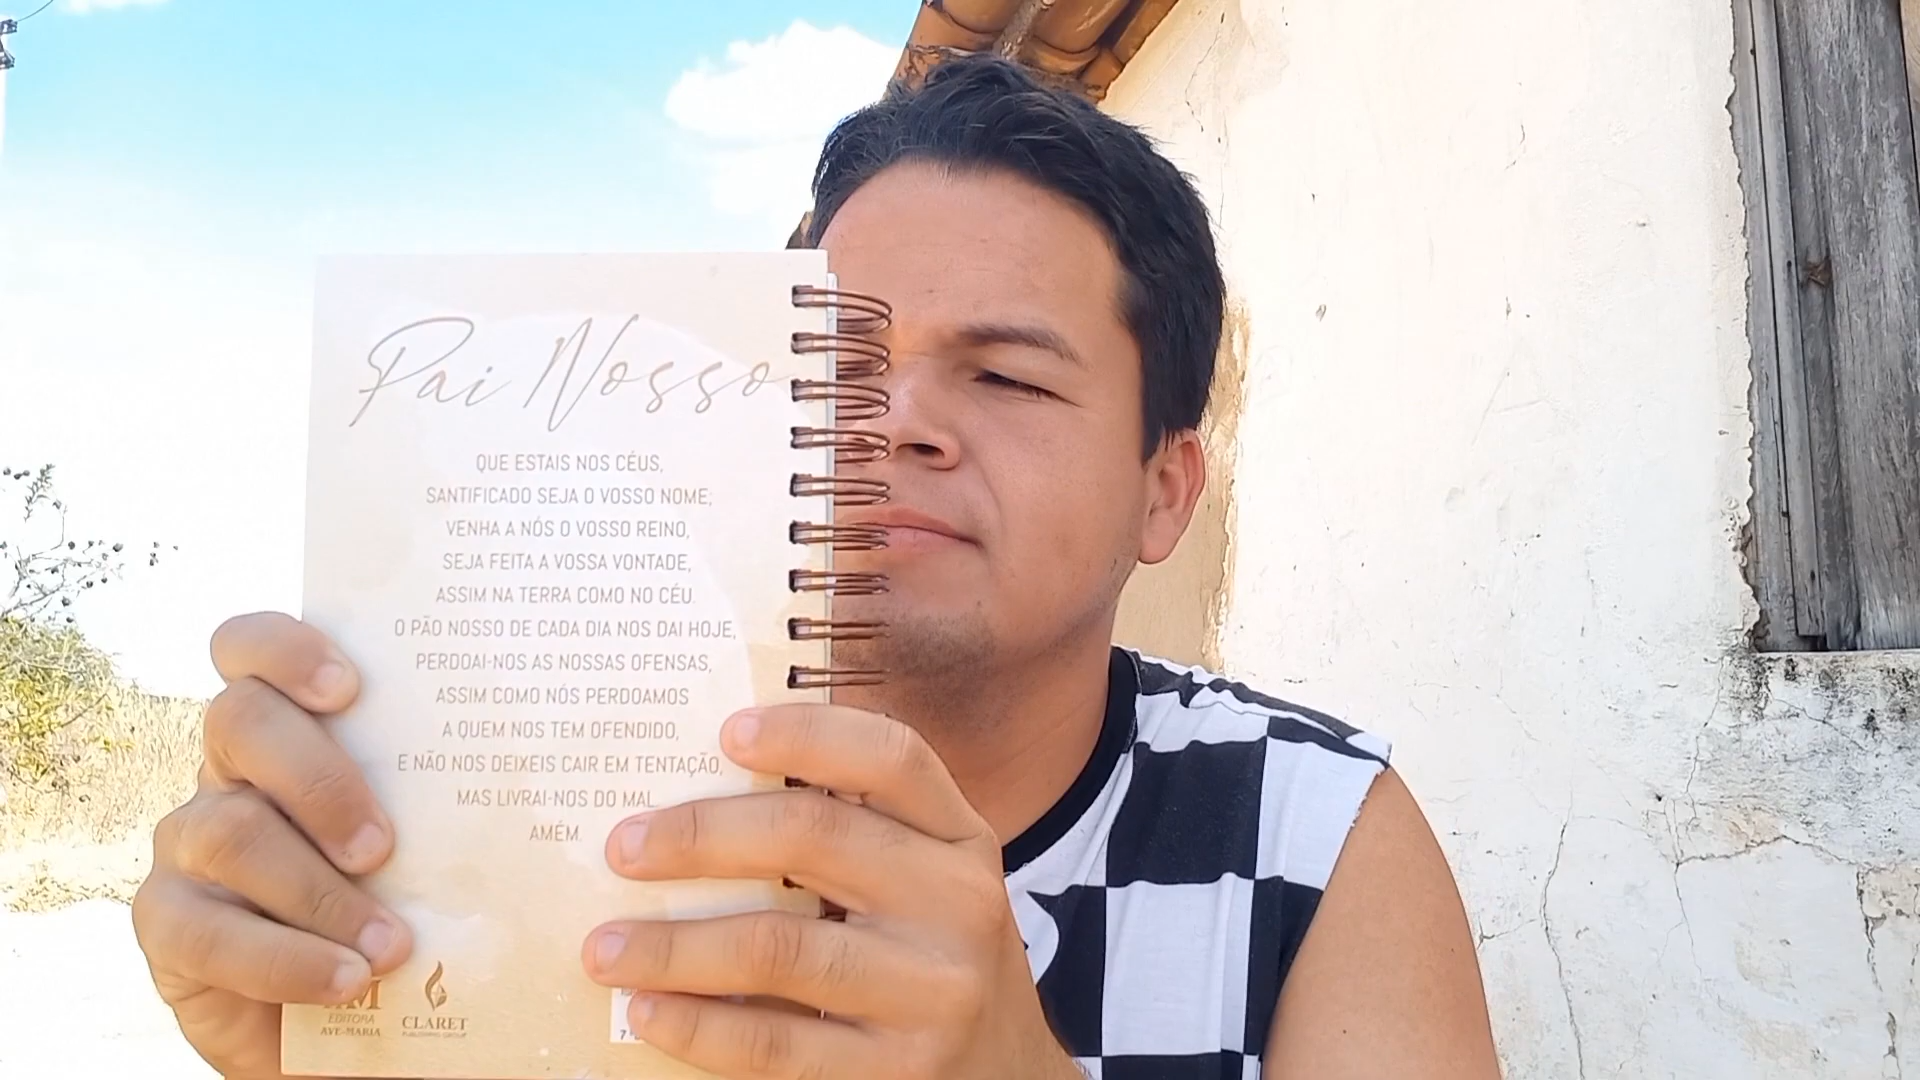 Pai Nosso
QUE ESTAIS NOS CÉUS,
SANTIFICADO SEJA O VOSSO NOME;
VENHA A NÓS O VOSSO REINO,
SEJA FEITA A VOSSA VONTADE,
ASSIM NA TERRA COMO NO CÉU.
O PÃO NOSSO DE CADA DIA NOS DAI HOJE,
PERDOAI-NOS AS NOSSAS OFENSAS,
ASSIM COMO NÓS PERDOAMOS
A QUEM NOS TEM OFENDIDO,
E NÃO NOS DEIXEIS CAIR EM TENTAÇÃO,
MAS LIVRAI-NOS DO MAL.
AMÉM.
EDITORA
AVE-MARIA
CLARET
PUBLISHING GROUP
7